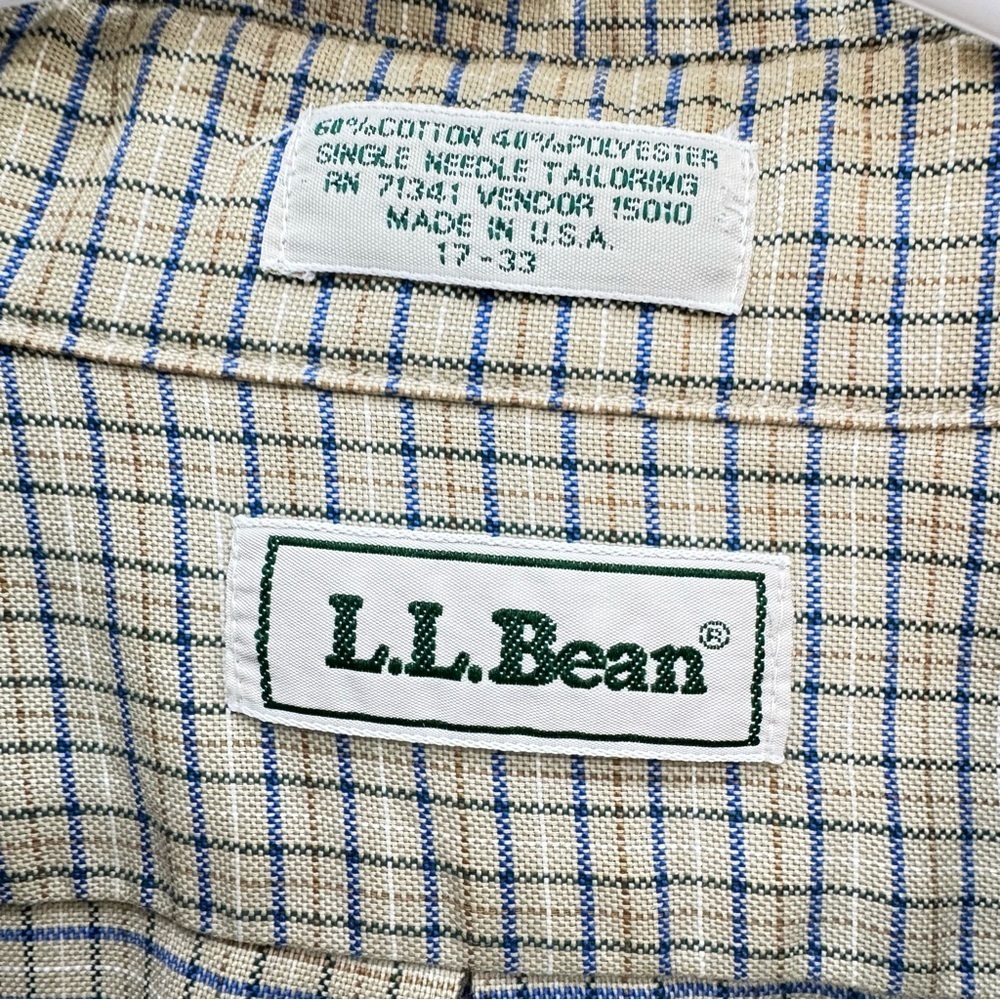 60% COTTON 40% POLYESTER
SINGLE NEEDLE TAILORING
RN 71341 VENDOR 15010
MADE IN U.S.A.
17-33
L.L.Bean®